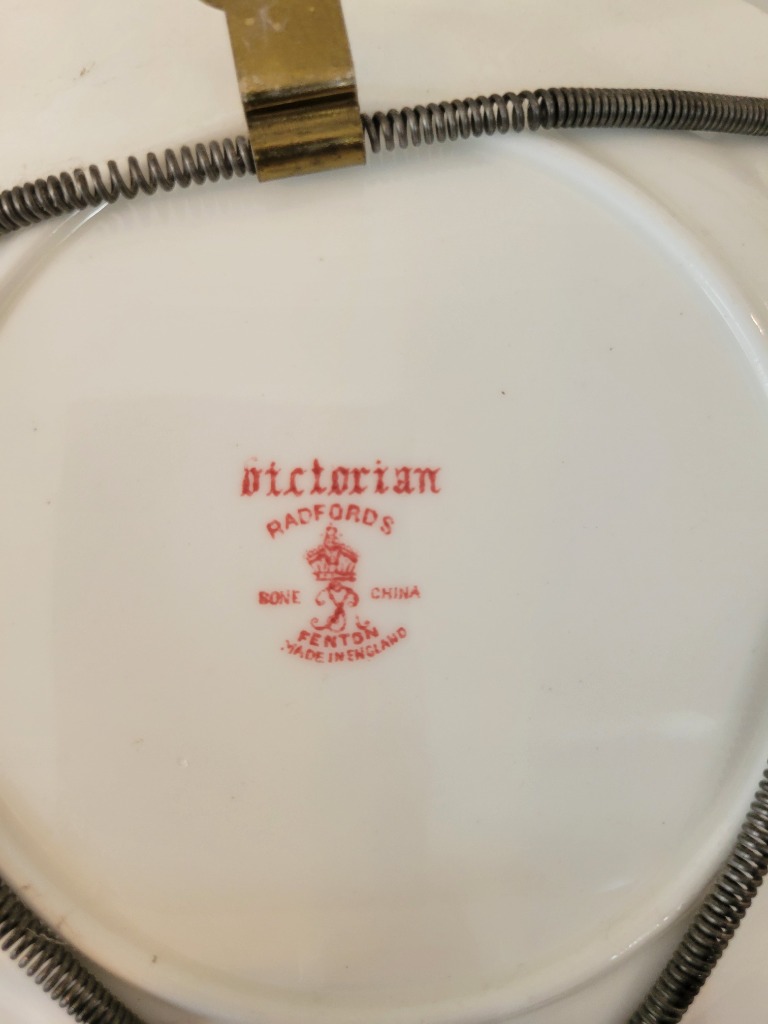 Victorian
RADFORDS
BONE CHINA
FENTON
MADE IN ENGLAND